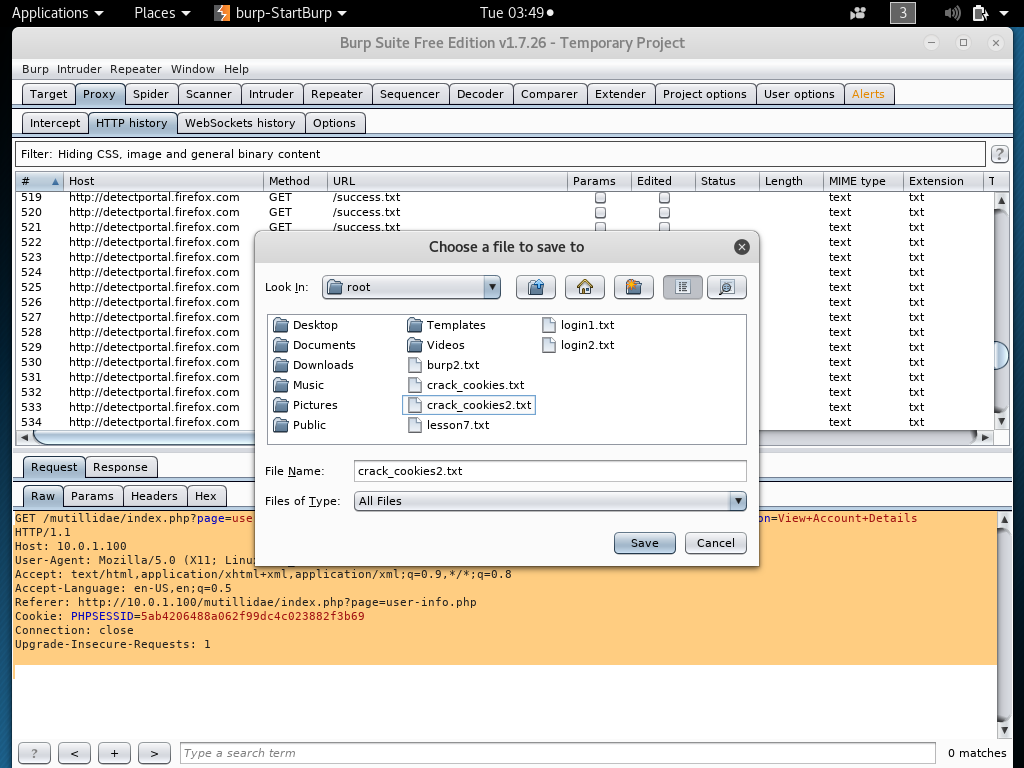 Applications Places burp-StartBurp Tue 03:49 3
Burp Suite Free Edition v1.7.26 - Temporary Project
Burp Intruder Repeater Window Help
Target Proxy Spider Scanner Intruder Repeater Sequencer Decoder Comparer Extender Project options User options Alerts
Intercept HTTP history WebSockets history Options
Filter: Hiding CSS, image and general binary content ?
# Host Method URL Params Edited Status Length MIME type Extension T
519 http://detectportal.firefox.com GET /success.txt text txt
520 http://detectportal.firefox.com GET /success.txt text txt
521 http://detectportal.firefox.com GET /success.txt text txt
522 http://detectportal.firefox.com text txt
523 http://detectportal.firefox.com text txt
524 http://detectportal.firefox.com text txt
525 http://detectportal.firefox.com text txt
526 http://detectportal.firefox.com text txt
527 http://detectportal.firefox.com text txt
528 http://detectportal.firefox.com text txt
529 http://detectportal.firefox.com text txt
530 http://detectportal.firefox.com text txt
531 http://detectportal.firefox.com text txt
532 http://detectportal.firefox.com text txt
533 http://detectportal.firefox.com text txt
534 http://detectportal.firefox.com text txt
Choose a file to save to
Look In: root
Desktop Templates login1.txt
Documents Videos login2.txt
Downloads burp2.txt
Music crack_cookies.txt
Pictures crack_cookies2.txt
Public lesson7.txt
File Name: crack_cookies2.txt
Files of Type: All Files
Save Cancel
Request Response
Raw Params Headers Hex
GET /mutillidae/index.php?page=use on=View+Account+Details
HTTP/1.1
Host: 10.0.1.100
User-Agent: Mozilla/5.0 (X11; Linu
Accept: text/html,application/xhtml+xml,application/xml;q=0.9,*/*;q=0.8
Accept-Language: en-US,en;q=0.5
Referer: http://10.0.1.100/mutillidae/index.php?page=user-info.php
Cookie: PHPSESSID=5ab4206488a062f99dc4c023882f3b69
Connection: close
Upgrade-Insecure-Requests: 1
? < + > Type a search term 0 matches